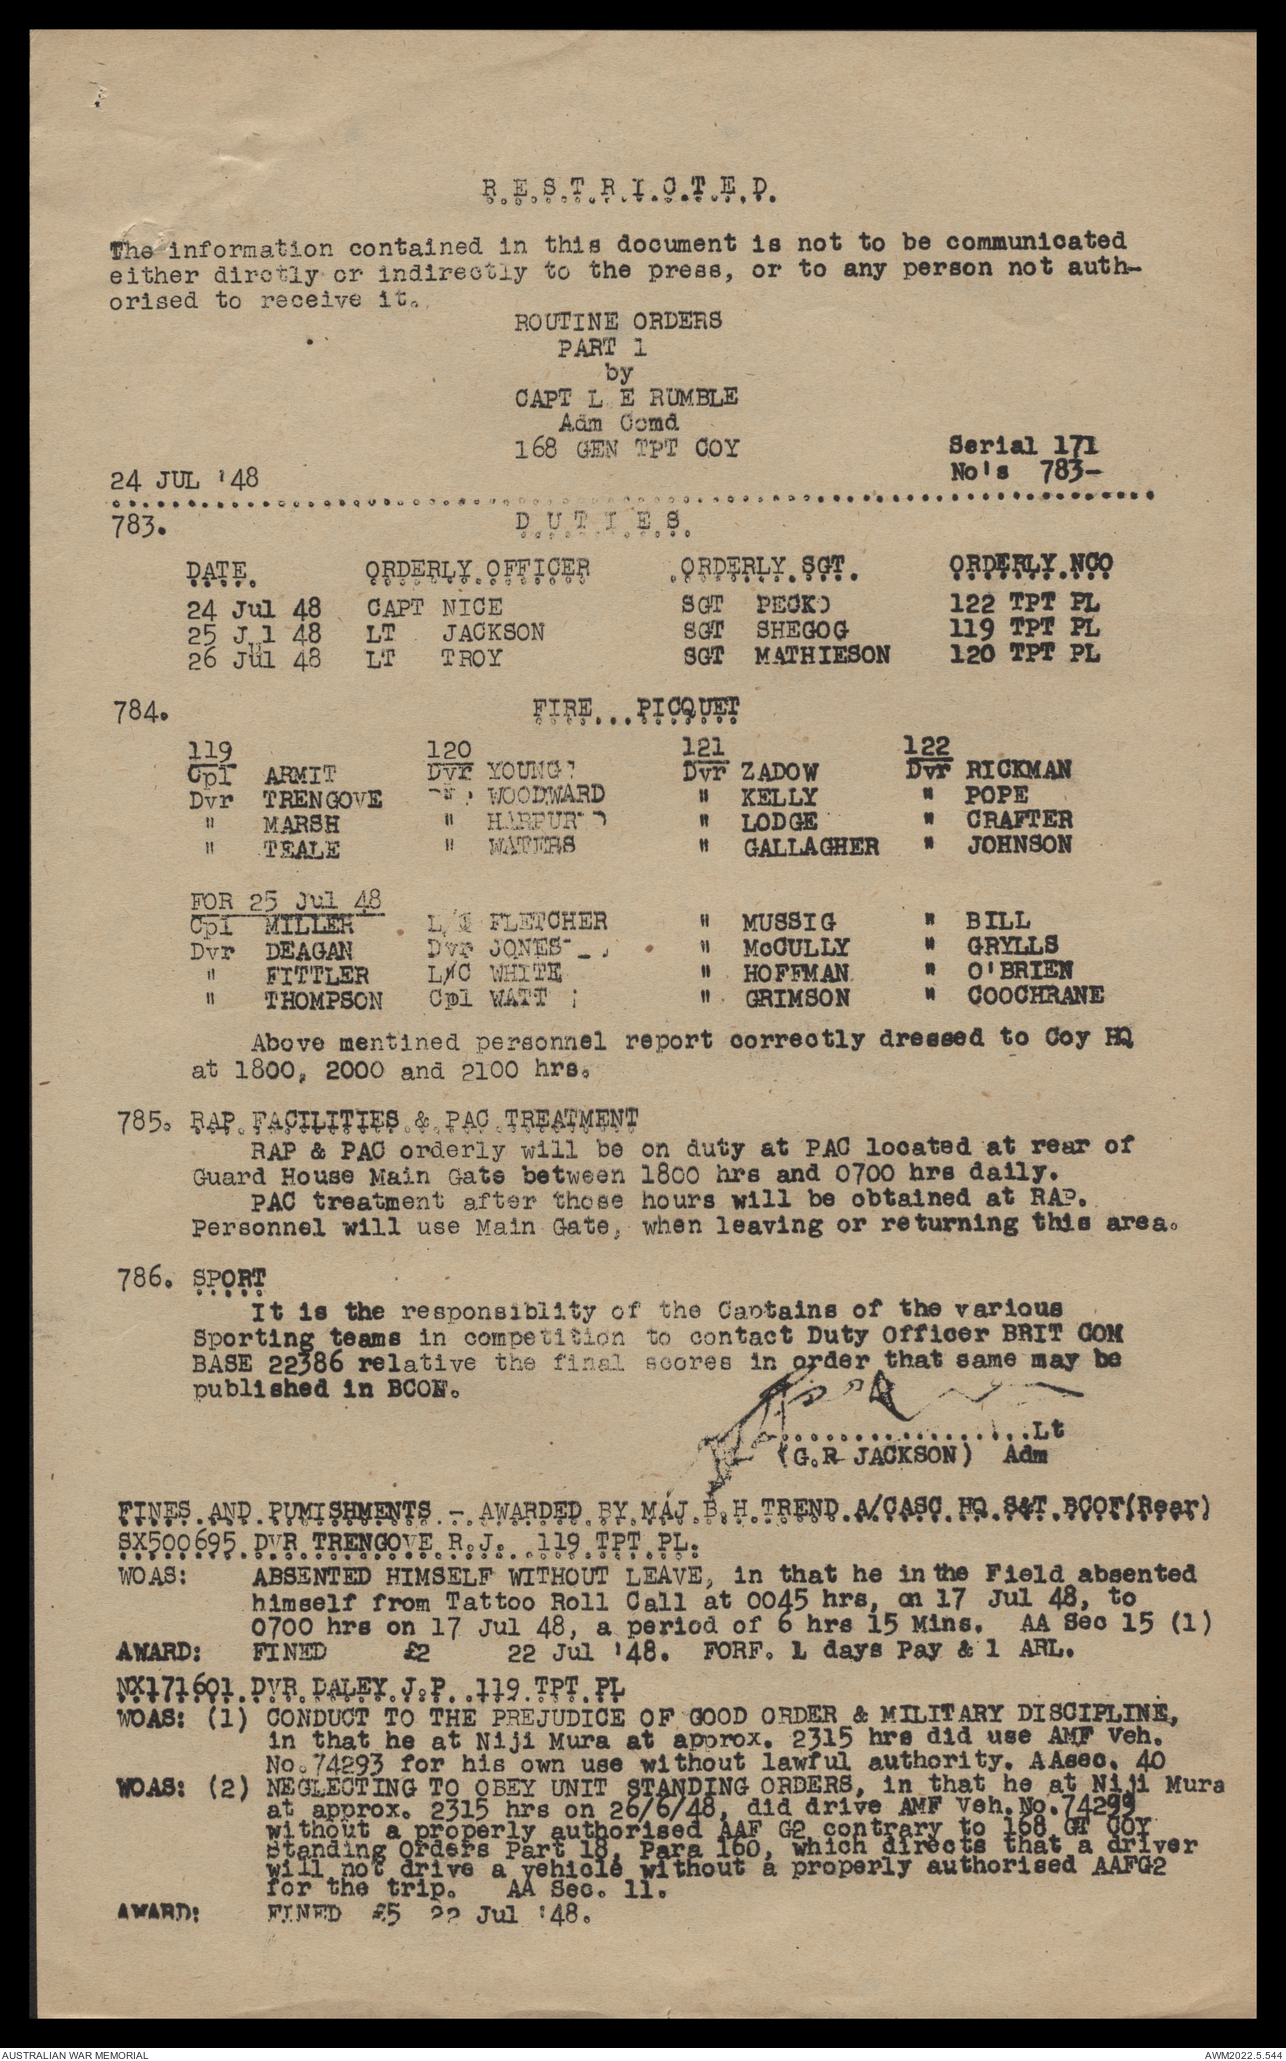 R.E.S.T.R.I.C.T.E.D.
The information contained in this document is not to be communicated
either dirctly or indirectly to the press, or to any person not auth-
orised to receive it.
ROUTINE ORDERS
PART 1
by
CAPT L E RUMBLE
Adm Comd
168 GEN TPT COY
Serial 171
No's 783-
24 JUL '48
783. D U T I E S.
DATE. ORDERLY OFFICER ORDERLY SGT. ORDERLY NCO
24 Jul 48 CAPT NICE SGT PECK 122 TPT PL
25 Jul 48 LT JACKSON SGT SHEGOG 119 TPT PL
26 Jul 48 LT TROY SGT MATHIESON 120 TPT PL
784. FIRE...PICQUET
119 120 121 122
Cpl ARMIT Dvr YOUNG Dvr ZADOW Dvr RICKMAN
Dvr TRENGOVE " WOODWARD " KELLY " POPE
" MARSH " HARPUR " LODGE " CRAFTER
" TEALE " WATERS " GALLAGHER " JOHNSON
FOR 25 Jul 48
Cpl MILLER L/C FLETCHER " MUSSIG " BILL
Dvr DEAGAN Dvr JONES " McCULLY " GRYLLS
" FITTLER L/C WHITE " HOFFMAN " O'BRIEN
" THOMPSON Cpl WATT " GRIMSON " COOCHRANE
Above mentined personnel report correctly dressed to Coy HQ
at 1800, 2000 and 2100 hrs.
785. RAP FACILITIES & PAC TREATMENT
RAP & PAC orderly will be on duty at PAC located at rear of
Guard House Main Gate between 1800 hrs and 0700 hrs daily.
PAC treatment after those hours will be obtained at RAP.
Personnel will use Main Gate, when leaving or returning this area.
786. SPORT
It is the responsiblity of the Captains of the various
Sporting teams in competition to contact Duty Officer BRIT COM
BASE 22386 relative the final scores in order that same may be
published in BCON.
..................Lt
(G.R JACKSON) Adm
FINES AND PUMISHMENTS - AWARDED BY MAJ B.H.TREND A/CASC HQ S&T BCOF(Rear)
SX500695 DVR TRENGOVE R.J. 119 TPT PL.
WOAS: ABSENTED HIMSELF WITHOUT LEAVE, in that he in the Field absented
himself from Tattoo Roll Call at 0045 hrs, on 17 Jul 48, to
0700 hrs on 17 Jul 48, a period of 6 hrs 15 Mins. AA Sec 15 (1)
AWARD: FINED £2 22 Jul '48. FORF. 1 days Pay & 1 ARL.
NX171601 DVR DALEY J.P. 119 TPT PL
WOAS: (1) CONDUCT TO THE PREJUDICE OF GOOD ORDER & MILITARY DISCIPLINE,
in that he at Niji Mura at approx. 2315 hrs did use AMF Veh.
No.74293 for his own use without lawful authority. AAsec. 40
WOAS: (2) NEGLECTING TO OBEY UNIT STANDING ORDERS, in that he at Niji Mura
at approx. 2315 hrs on 26/6/48, did drive AMF Veh.No.74299
without a properly authorised AAF G2 contrary to 168 GT COY
Standing Orders Part 18, Para 160, which directs that a driver
will not drive a vehicle without a properly authorised AAFG2
for the trip. AA Sec. 11.
AWARD: FINED £5 22 Jul '48.
AUSTRALIAN WAR MEMORIAL
AWM2022.5.544